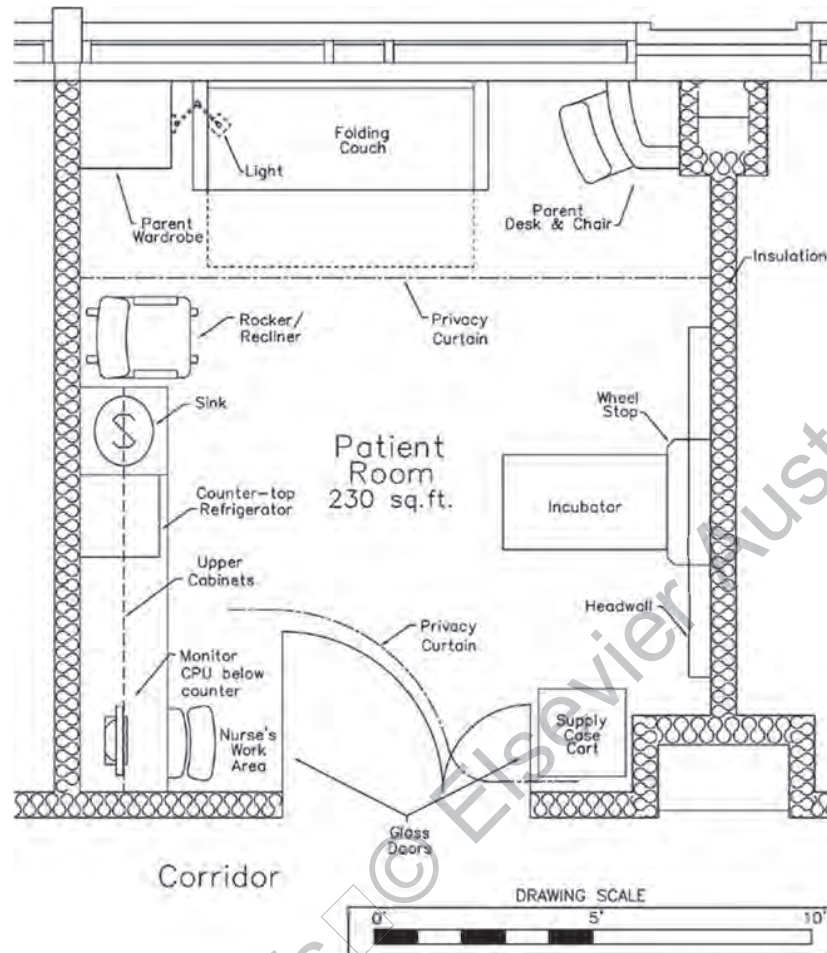 Folding
Couch
Light
Parent
Wardrobe
Parent
Desk & Chair
Insulation
Rocker/
Recliner
Privacy
Curtain
Sink
Wheel
Stop
Patient
Room
230 sq.ft.
Counter-top
Refrigerator
Incubator
Upper
Cabinets
Headwall
Privacy
Curtain
Monitor
CPU below
counter
Nurse's
Work
Area
Supply
Case
Cart
Glass
Doors
Corridor
DRAWING SCALE
0' 5' 10'
© Elsevier Aust